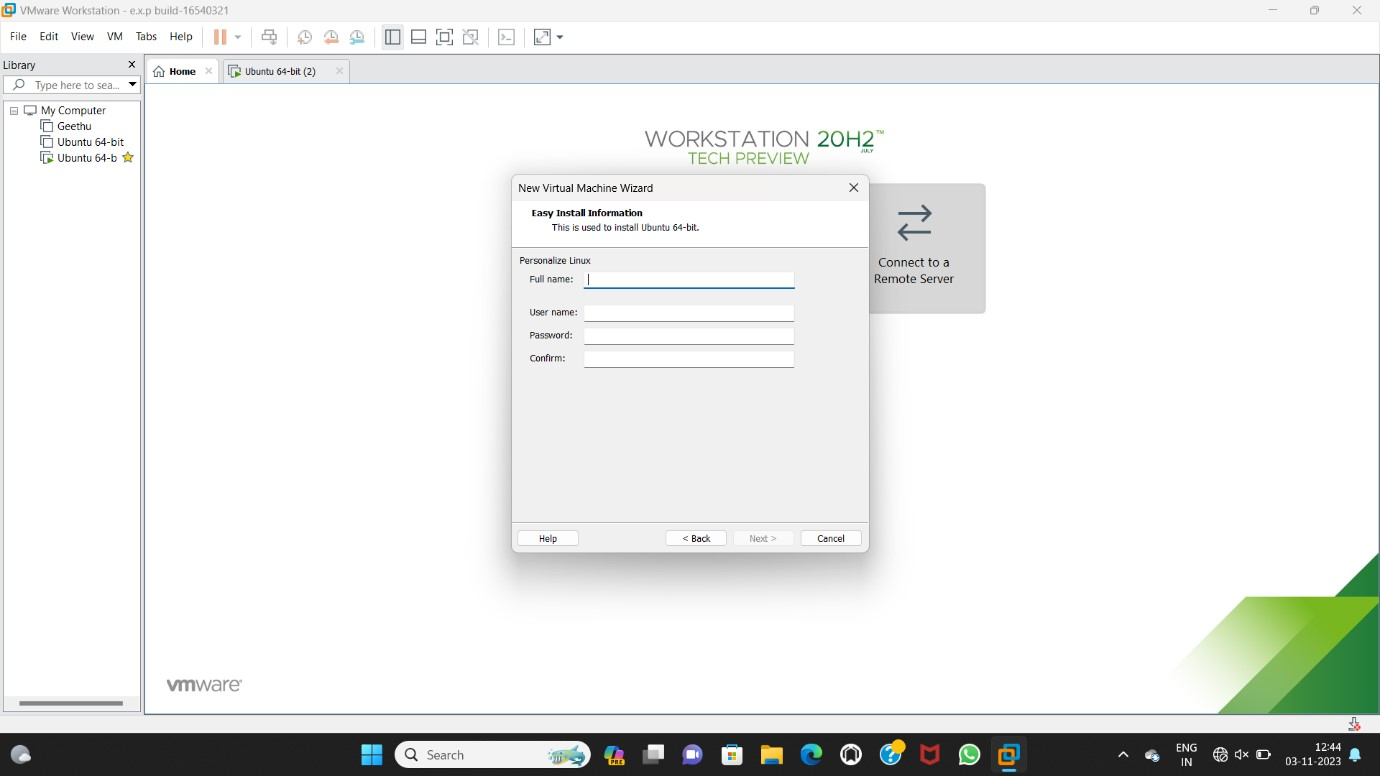 VMware Workstation - e.x.p build-16540321
File Edit View VM Tabs Help
Library
Type here to sea...
My Computer
Geethu
Ubuntu 64-bit
Ubuntu 64-b
Home
Ubuntu 64-bit (2)
WORKSTATION 20H2™
JULY
TECH PREVIEW
New Virtual Machine Wizard
Easy Install Information
This is used to install Ubuntu 64-bit.
Personalize Linux
Full name:
User name:
Password:
Confirm:
Help
< Back
Next >
Cancel
Connect to a
Remote Server
vmware®
Search
PRE
ENG
IN
12:44
03-11-2023